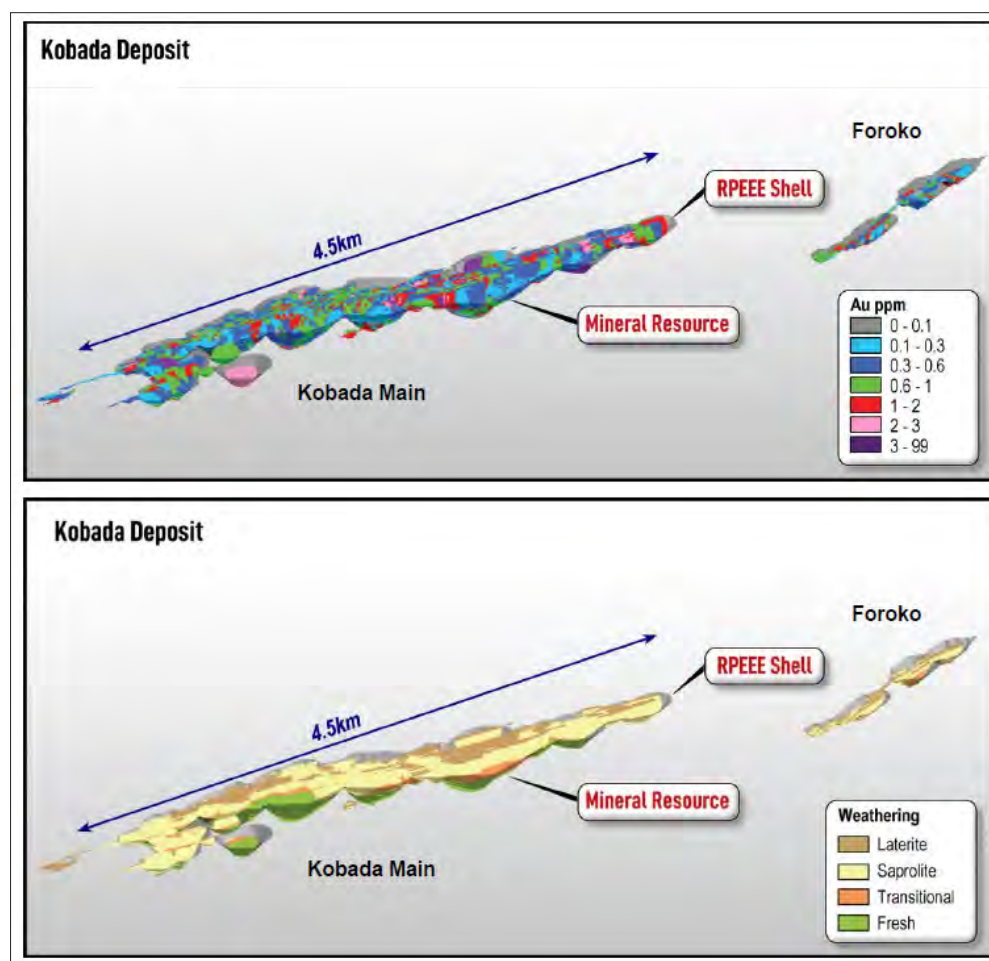 Kobada Deposit
Foroko
RPEEE Shell
4.5km
Mineral Resource
Kobada Main
Au ppm
0 - 0.1
0.1 - 0.3
0.3 - 0.6
0.6 - 1
1 - 2
2 - 3
3 - 99
Kobada Deposit
Foroko
RPEEE Shell
4.5km
Mineral Resource
Kobada Main
Weathering
Laterite
Saprolite
Transitional
Fresh